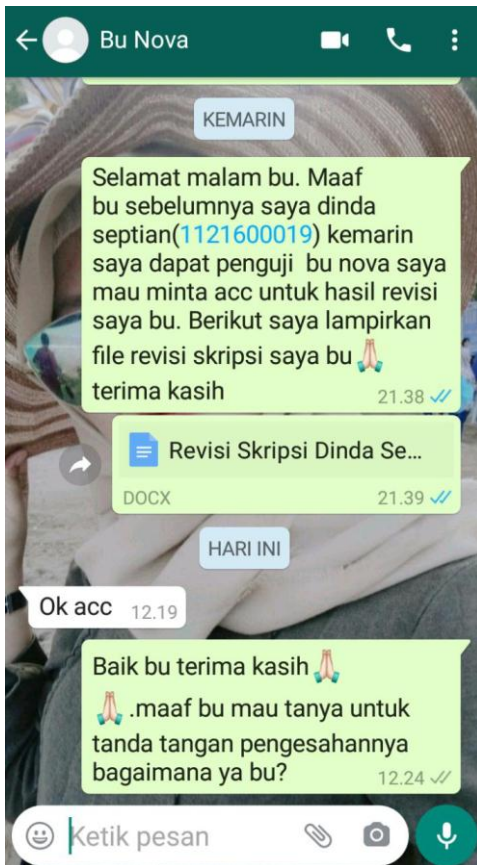 Bu Nova
KEMARIN
Selamat malam bu. Maaf
bu sebelumnya saya dinda
septian(1121600019) kemarin
saya dapat penguji  bu nova saya
mau minta acc untuk hasil revisi
saya bu. Berikut saya lampirkan
file revisi skripsi saya bu 🙏🏻
terima kasih
21.38
Revisi Skripsi Dinda Se...
DOCX
21.39
HARI INI
Ok acc
12.19
Baik bu terima kasih 🙏🏻
🙏🏻 .maaf bu mau tanya untuk
tanda tangan pengesahannya
bagaimana ya bu?
12.24
Ketik pesan